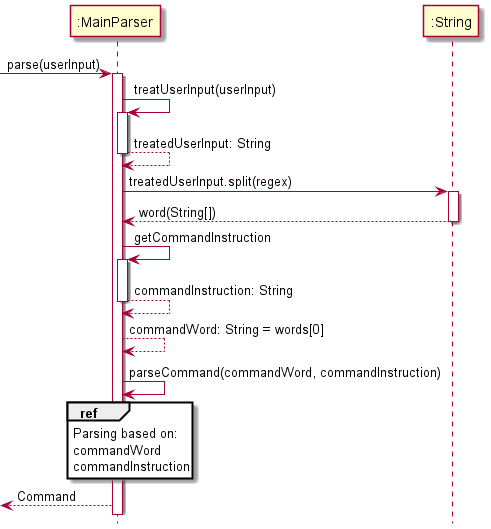 :MainParser
:String
parse(userInput)
treatUserInput(userInput)
treatedUserInput: String
treatedUserInput.split(regex)
word(String[])
getCommandInstruction
commandInstruction: String
commandWord: String = words[0]
parseCommand(commandWord, commandInstruction)
ref
Parsing based on:
commandWord
commandInstruction
Command